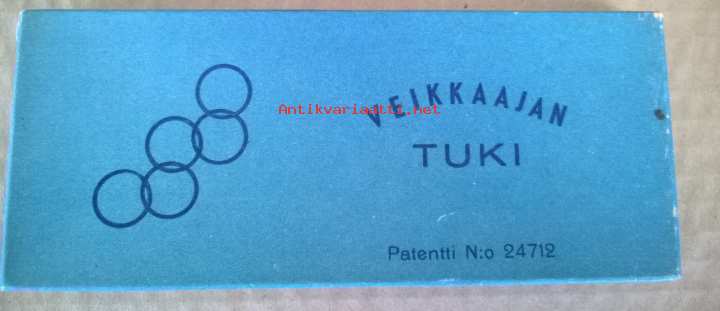 Antikvariaatti.net
VEIKKAAJAN
TUKI
Patentti N:o 24712